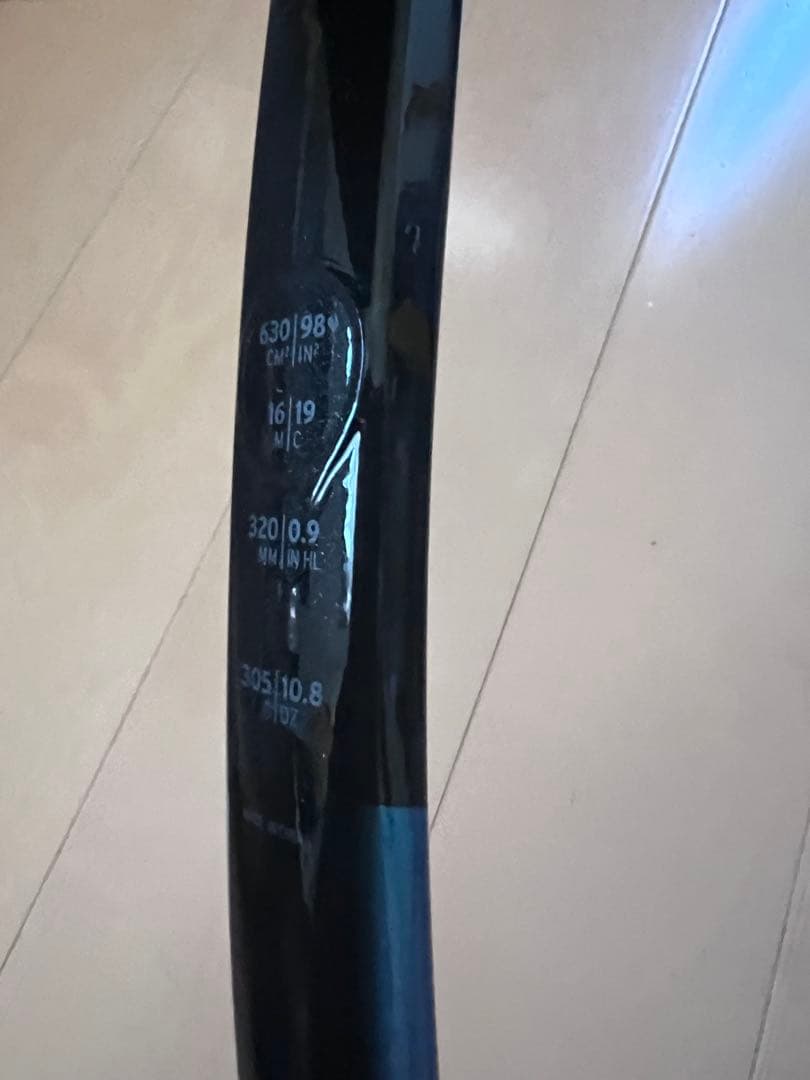 630|98
CM²|IN²
16|19
M|C
320|0.9
MM|IN HL
305|10.8
OZ